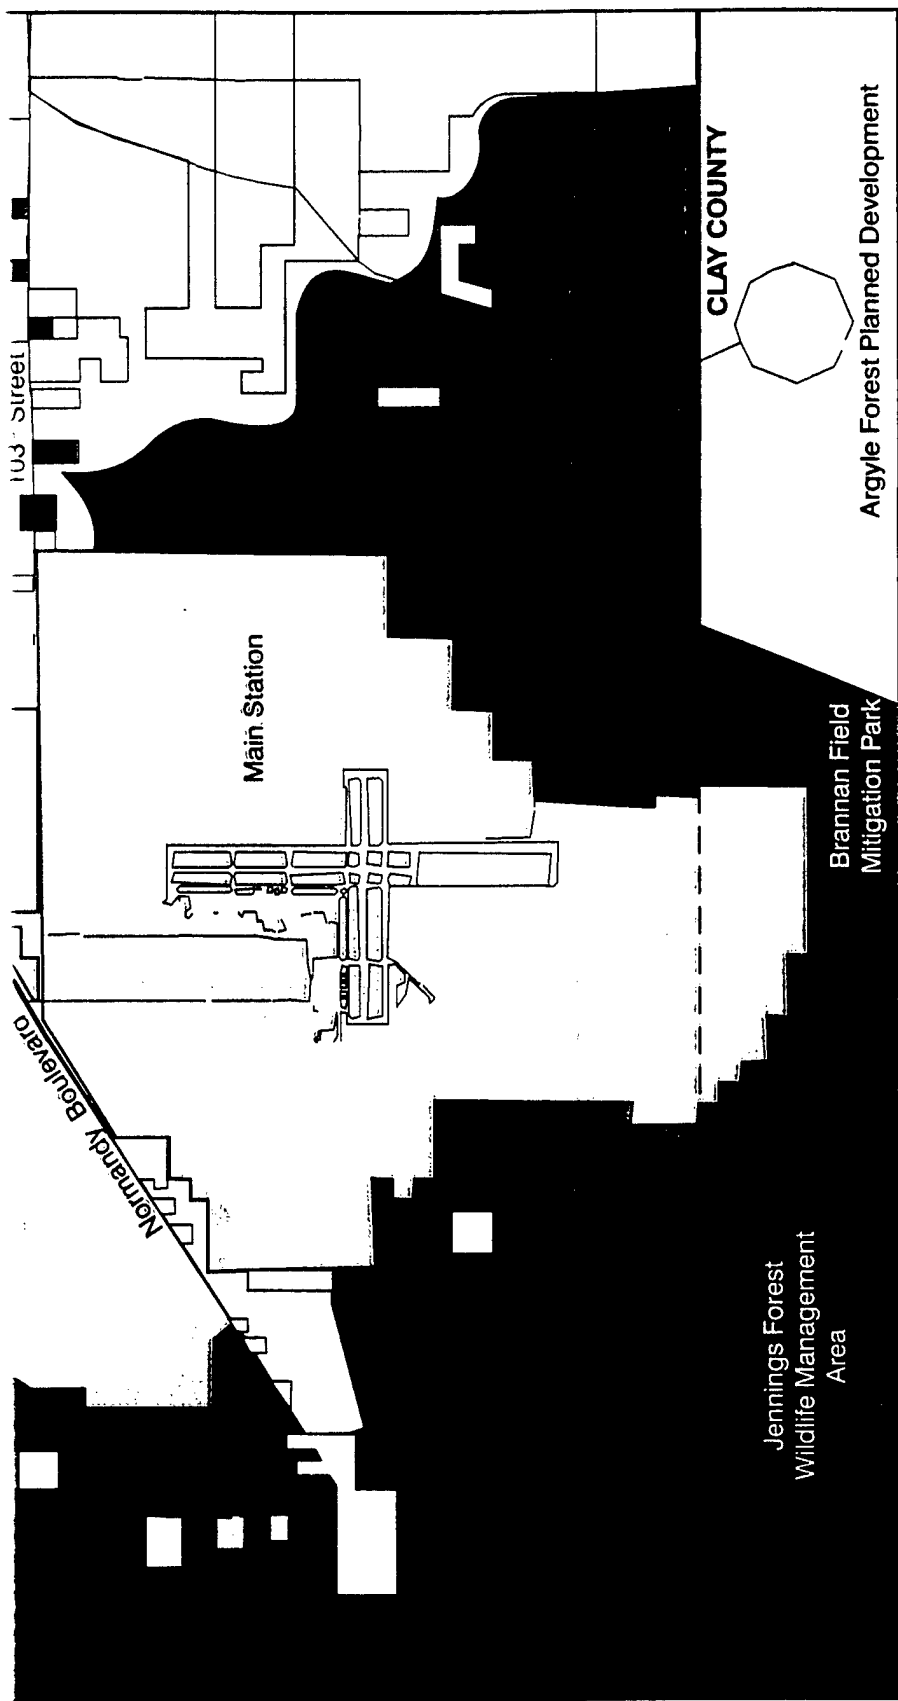 103 Street
Normandy Boulevard
Main Station
CLAY COUNTY
Argyle Forest Planned Development
Brannan Field
Mitigation Park
Jennings Forest
Wildlife Management
Area